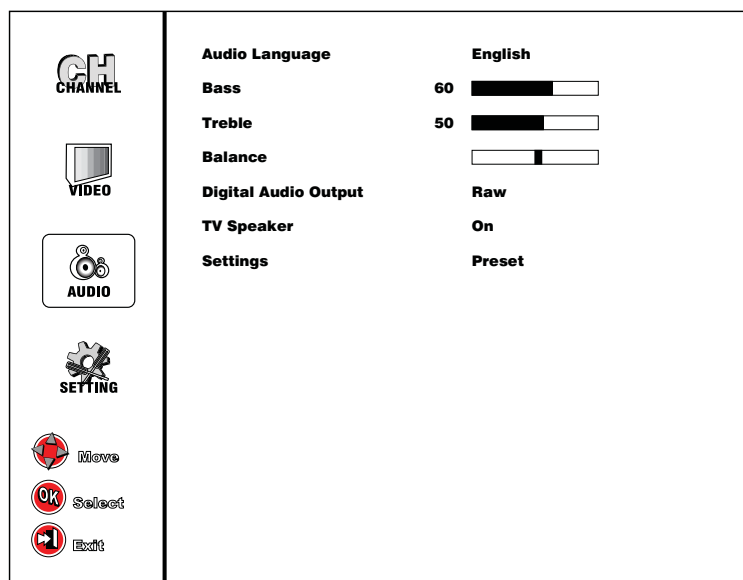 CH
CHANNEL
VIDEO
AUDIO
SETTING
Move
OK Select
Exit
Audio Language English
Bass 60
Treble 50
Balance
Digital Audio Output Raw
TV Speaker On
Settings Preset